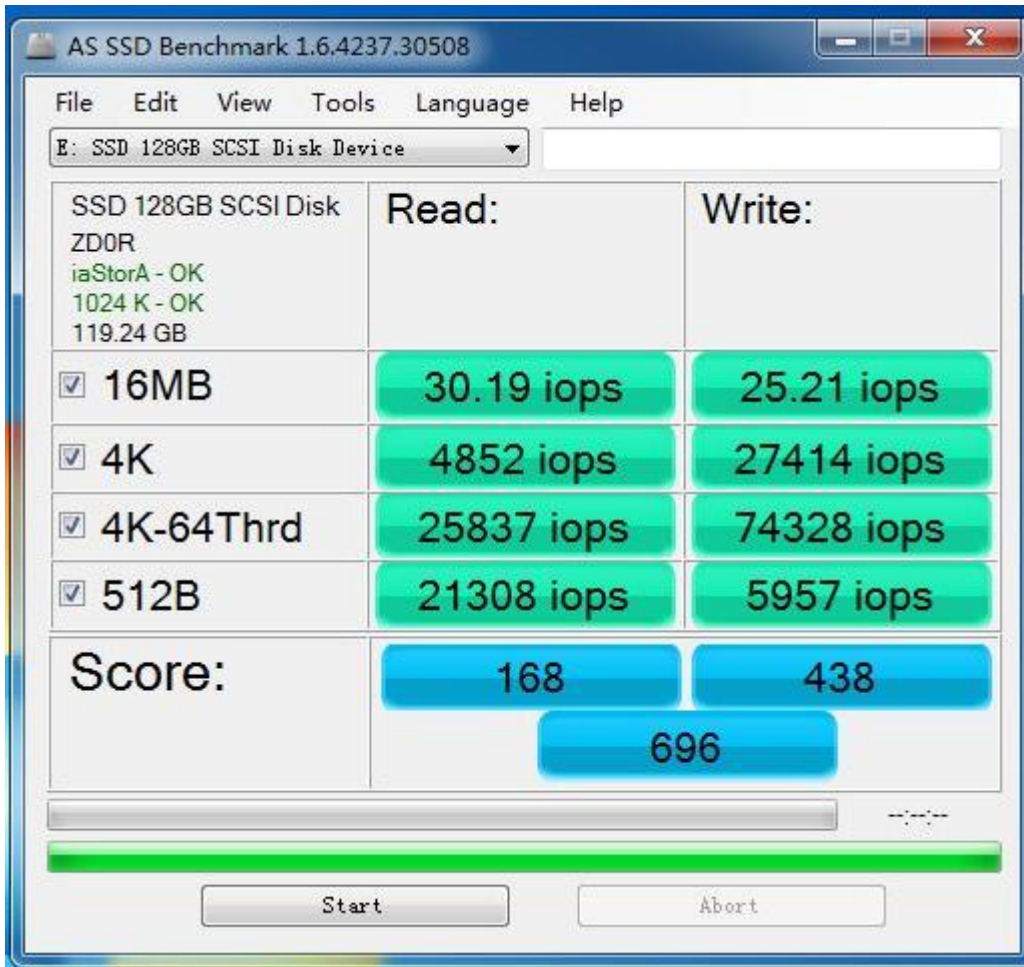 AS SSD Benchmark 1.6.4237.30508
File Edit View Tools Language Help
E: SSD 128GB SCSI Disk Device
SSD 128GB SCSI Disk
ZD0R
iaStorA - OK
1024 K - OK
119.24 GB
Read:
Write:
16MB 30.19 iops 25.21 iops
4K 4852 iops 27414 iops
4K-64Thrd 25837 iops 74328 iops
512B 21308 iops 5957 iops
Score: 168 438
696
--:--:--
Start Abort